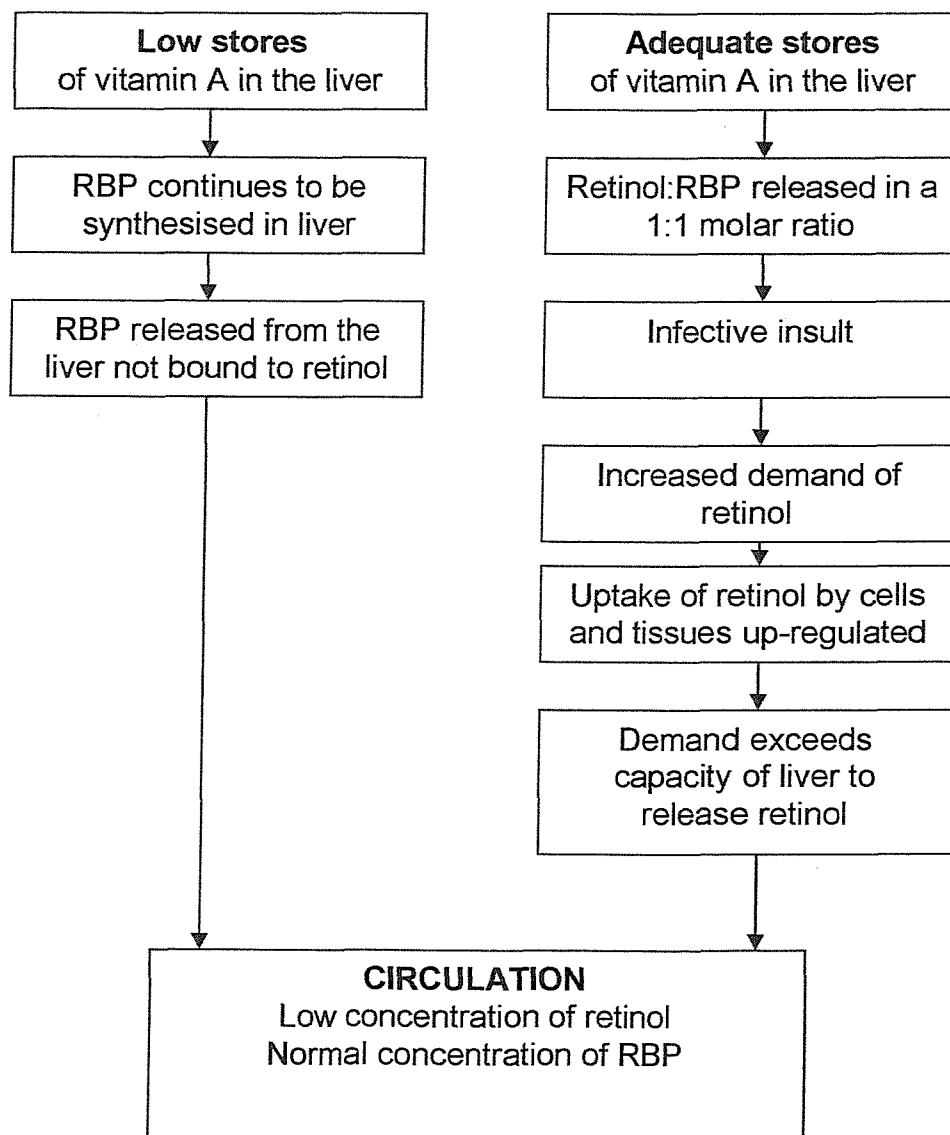 Low stores
of vitamin A in the liver
RBP continues to be
synthesised in liver
RBP released from the
liver not bound to retinol
Adequate stores
of vitamin A in the liver
Retinol:RBP released in a
1:1 molar ratio
Infective insult
Increased demand of
retinol
Uptake of retinol by cells
and tissues up-regulated
Demand exceeds
capacity of liver to
release retinol
CIRCULATION
Low concentration of retinol
Normal concentration of RBP